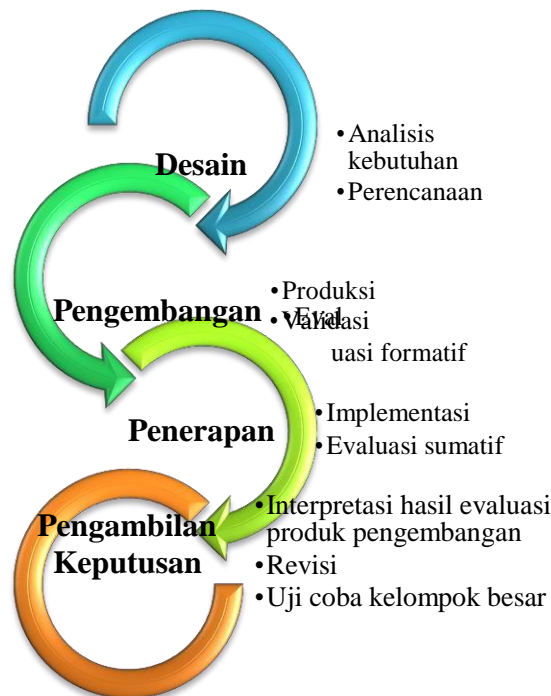 Desain
•Analisis
kebutuhan
•Perencanaan
Pengembangan
•Produksi
•Validasi
•Eval
uasi formatif
Penerapan
•Implementasi
•Evaluasi sumatif
Pengambilan
Keputusan
•Interpretasi hasil evaluasi
produk pengembangan
•Revisi
•Uji coba kelompok besar